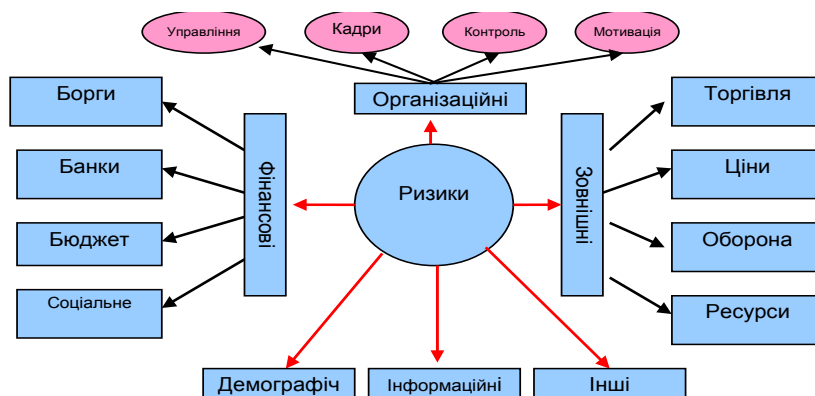 Управління
Кадри
Контроль
Мотивація
Організаційні
Борги
Банки
Бюджет
Соціальне
Фінансові
Ризики
Зовнішні
Торгівля
Ціни
Оборона
Ресурси
Демографіч
Інформаційні
Інші